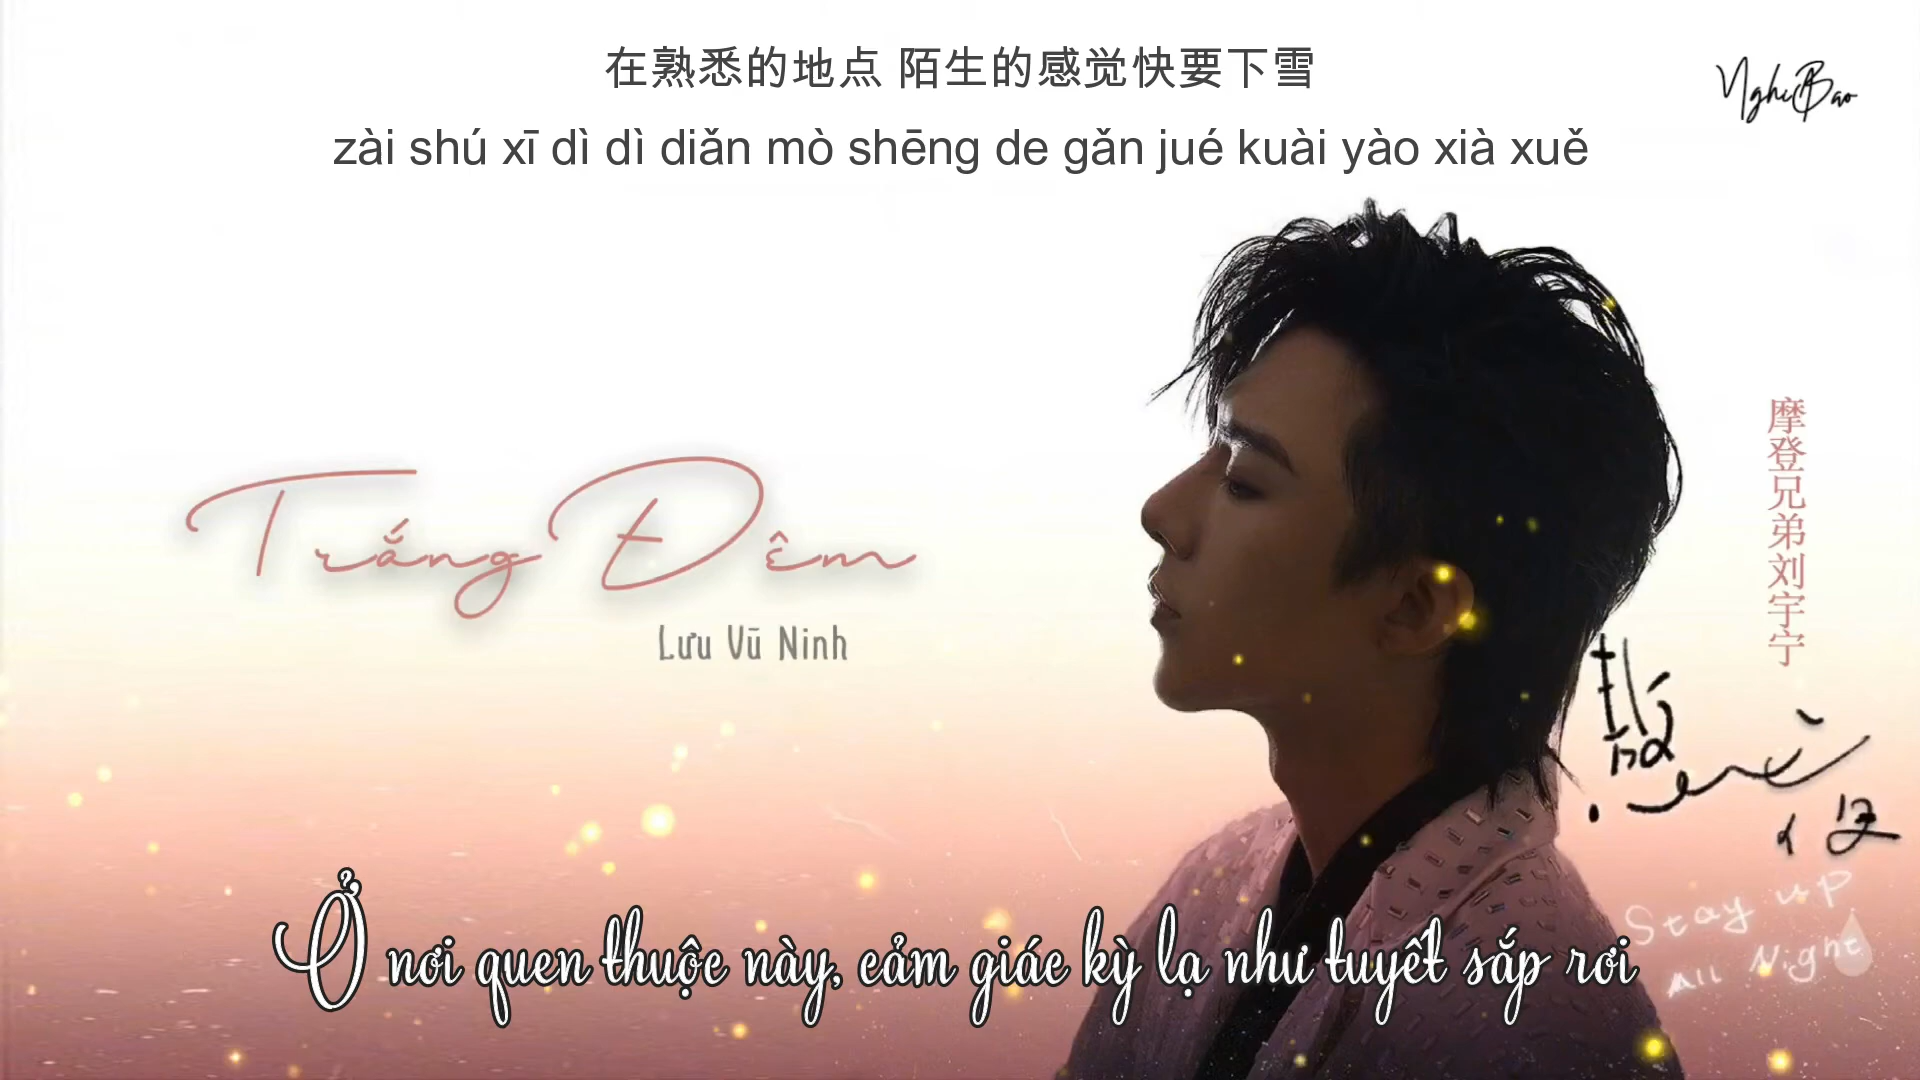 在熟悉的地点 陌生的感觉快要下雪
zài shú xī dì dì diǎn mò shēng de gǎn jué kuài yào xià xuě
Nghi Bao
Trắng Đêm
Lưu Vũ Ninh
摩登兄弟刘宇宁
Stay up
All Night
Ở nơi quen thuộc này, cảm giác kỳ lạ như tuyết sắp rơi